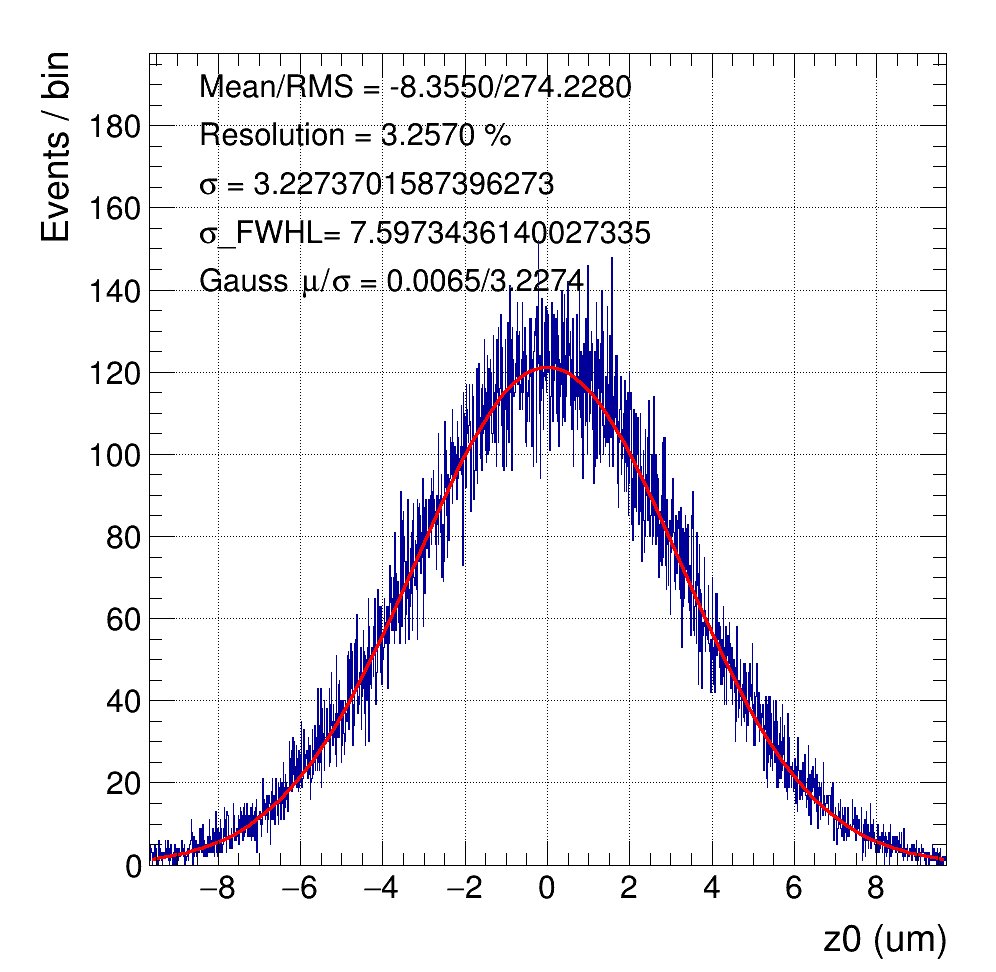 Events / bin
Mean/RMS = -8.3550/274.2280
Resolution = 3.2570 %
σ = 3.2273701587396273
σ_FWHL= 7.5973436140027335
Gauss μ/σ = 0.0065/3.2274
180
160
140
120
100
80
60
40
20
0
−8 −6 −4 −2 0 2 4 6 8
z0 (um)